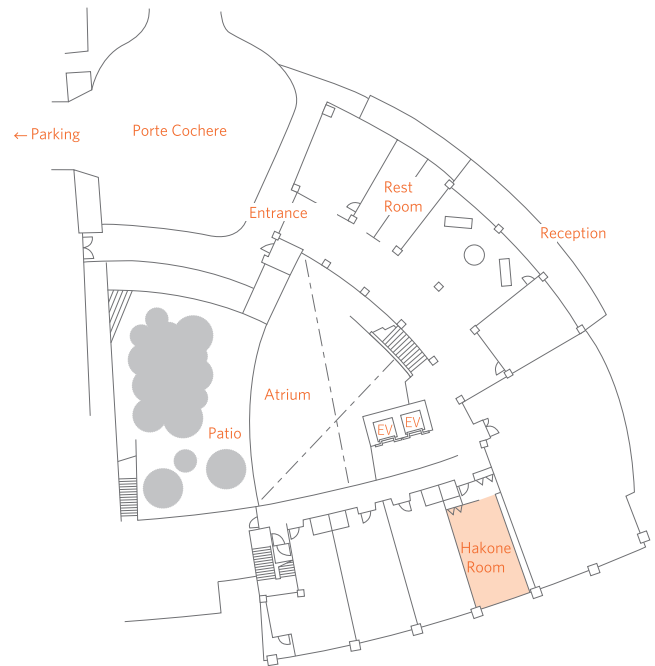 ← Parking
Porte Cochere
Rest
Room
Entrance
Reception
Atrium
EV
EV
Patio
Hakone
Room